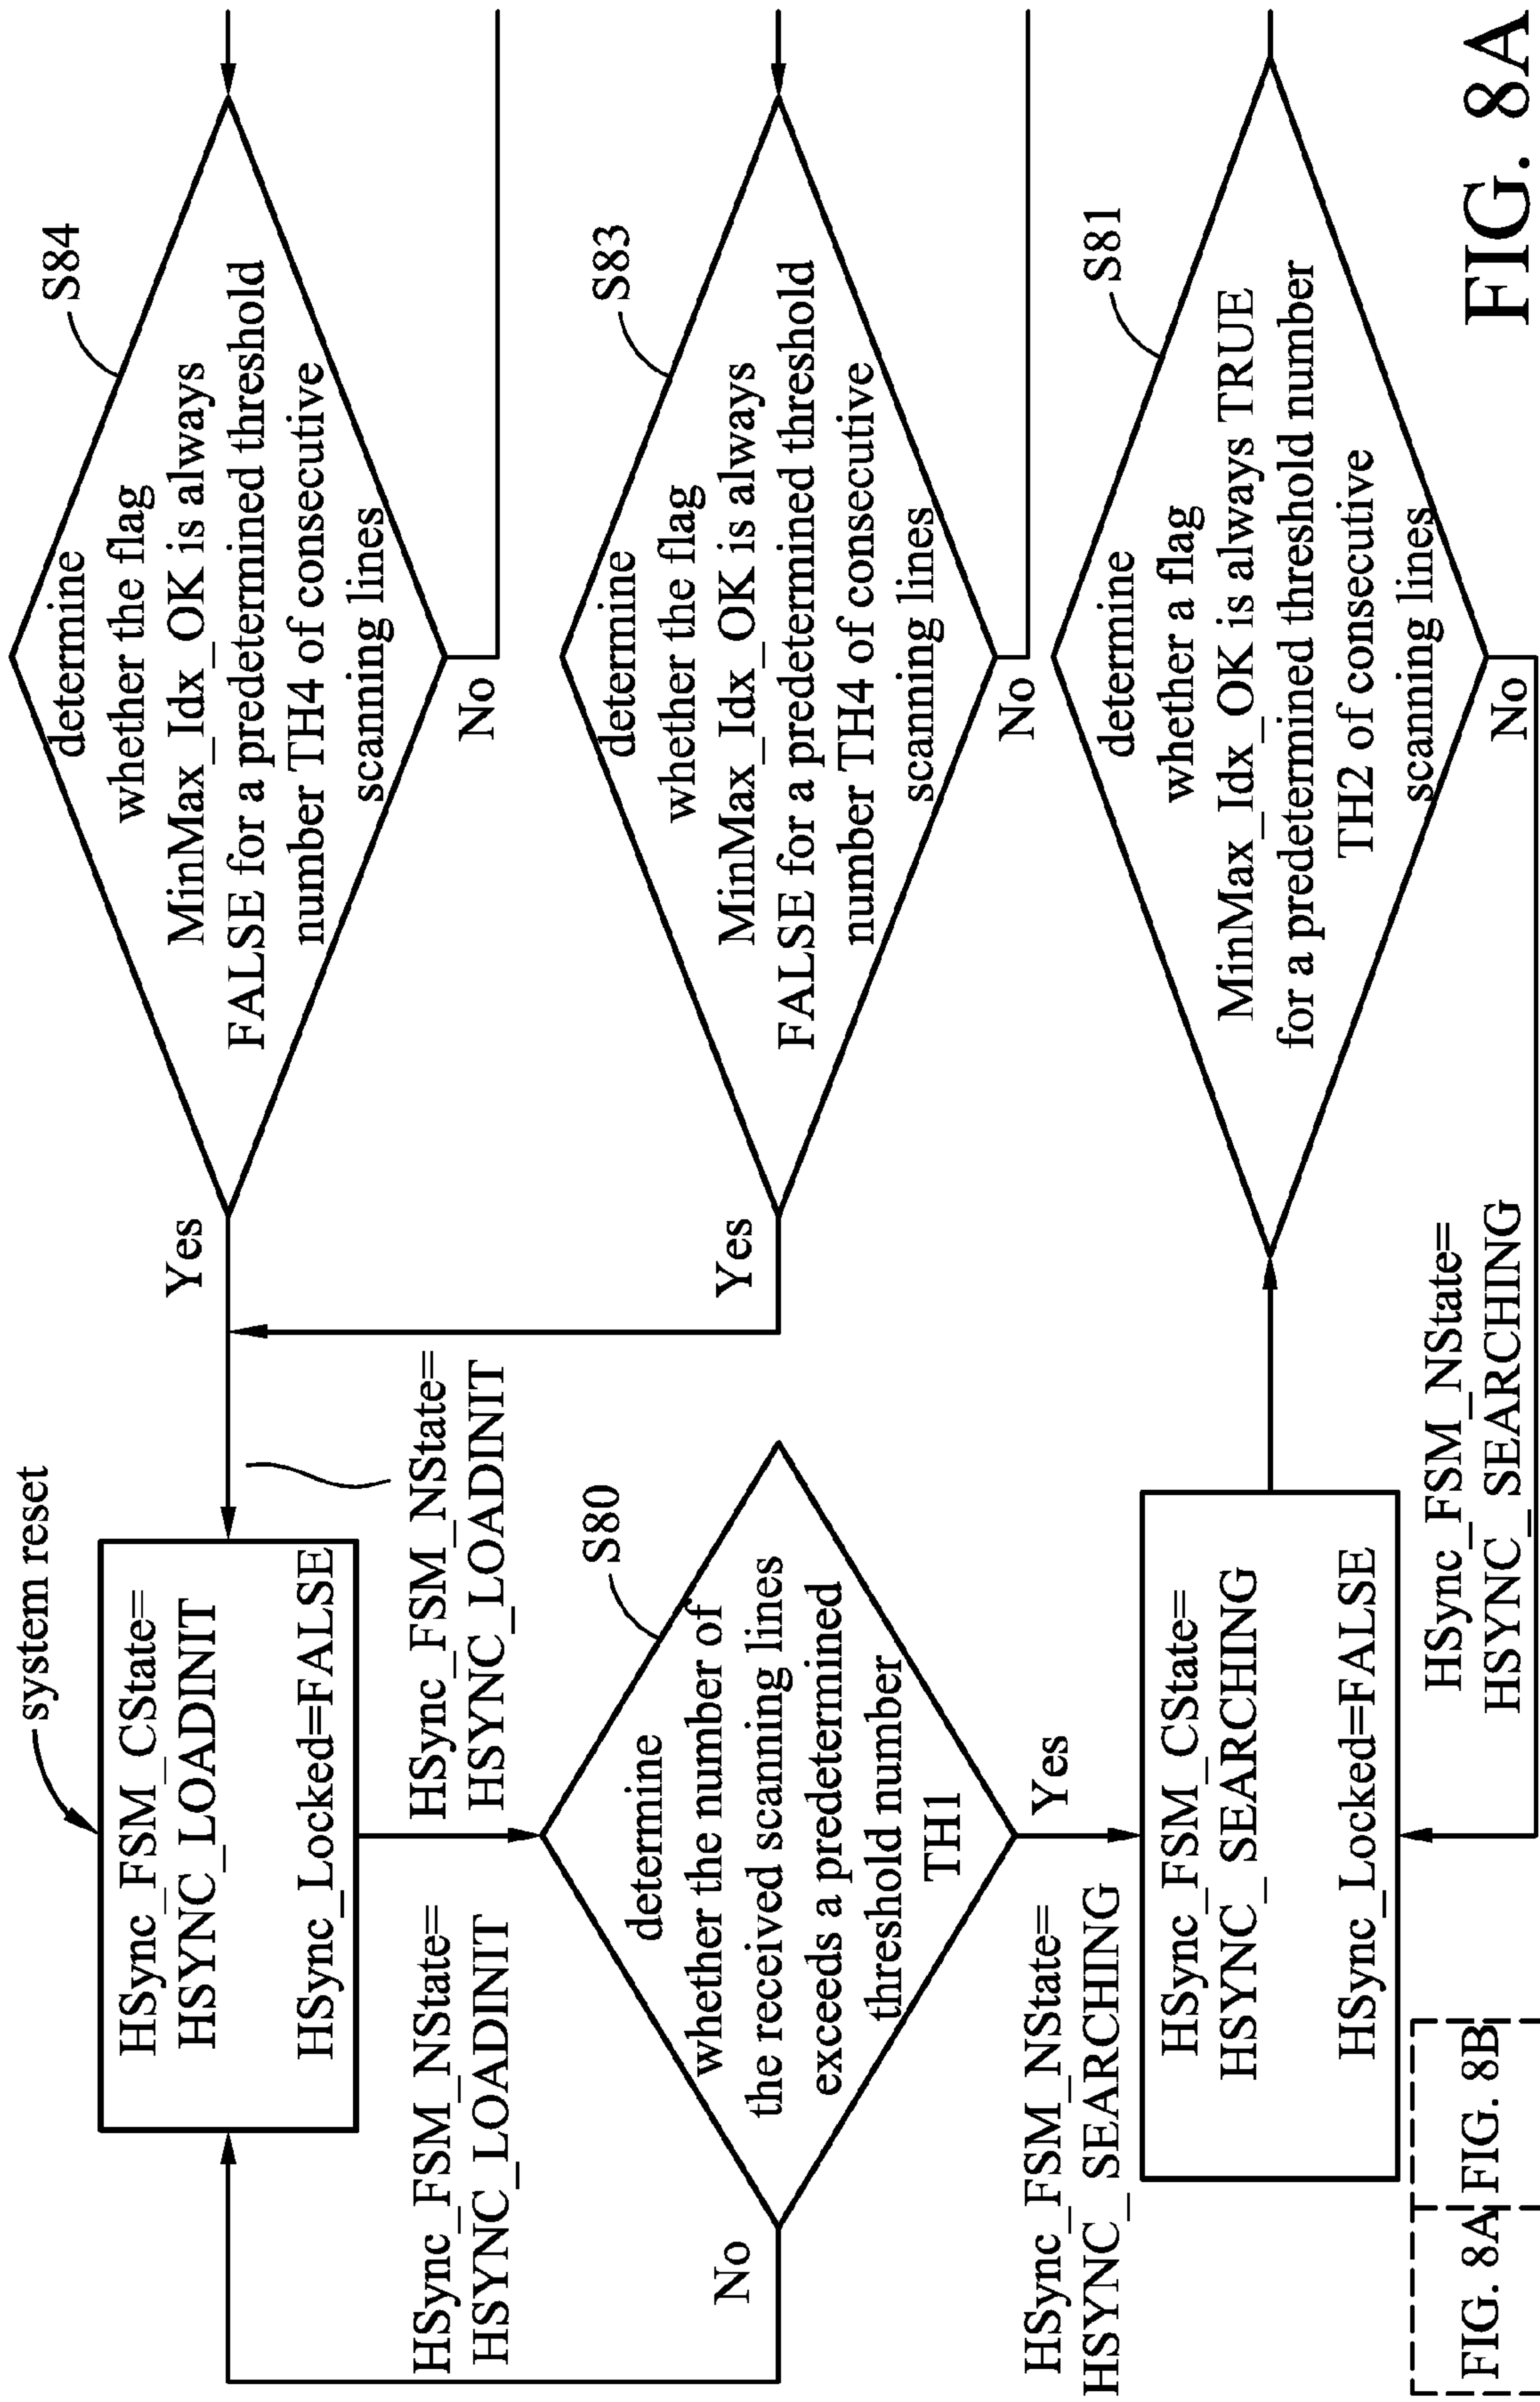 system reset
HSync_FSM_CState=
HSYNC_LOADINIT
HSync_Locked=FALSE
Yes
HSync_FSM_NState=
HSYNC_LOADINIT
S84
determine
whether the flag
MinMax_Idx_OK is always
FALSE for a predetermined threshold
number TH4 of consecutive
scanning lines
No
HSync_FSM_NState=
HSYNC_LOADINIT
No
S80
determine
whether the number of
the received scanning lines
exceeds a predetermined
threshold number
TH1
Yes
HSync_FSM_NState=
HSYNC_SEARCHING
Yes
S83
determine
whether the flag
MinMax_Idx_OK is always
FALSE for a predetermined threshold
number TH4 of consecutive
scanning lines
No
HSync_FSM_CState=
HSYNC_SEARCHING
HSync_Locked=FALSE
S81
determine
whether a flag
MinMax_Idx_OK is always TRUE
for a predetermined threshold number
TH2 of consecutive
scanning lines
No
HSync_FSM_NState=
HSYNC_SEARCHING
FIG. 8A FIG. 8B
FIG. 8A